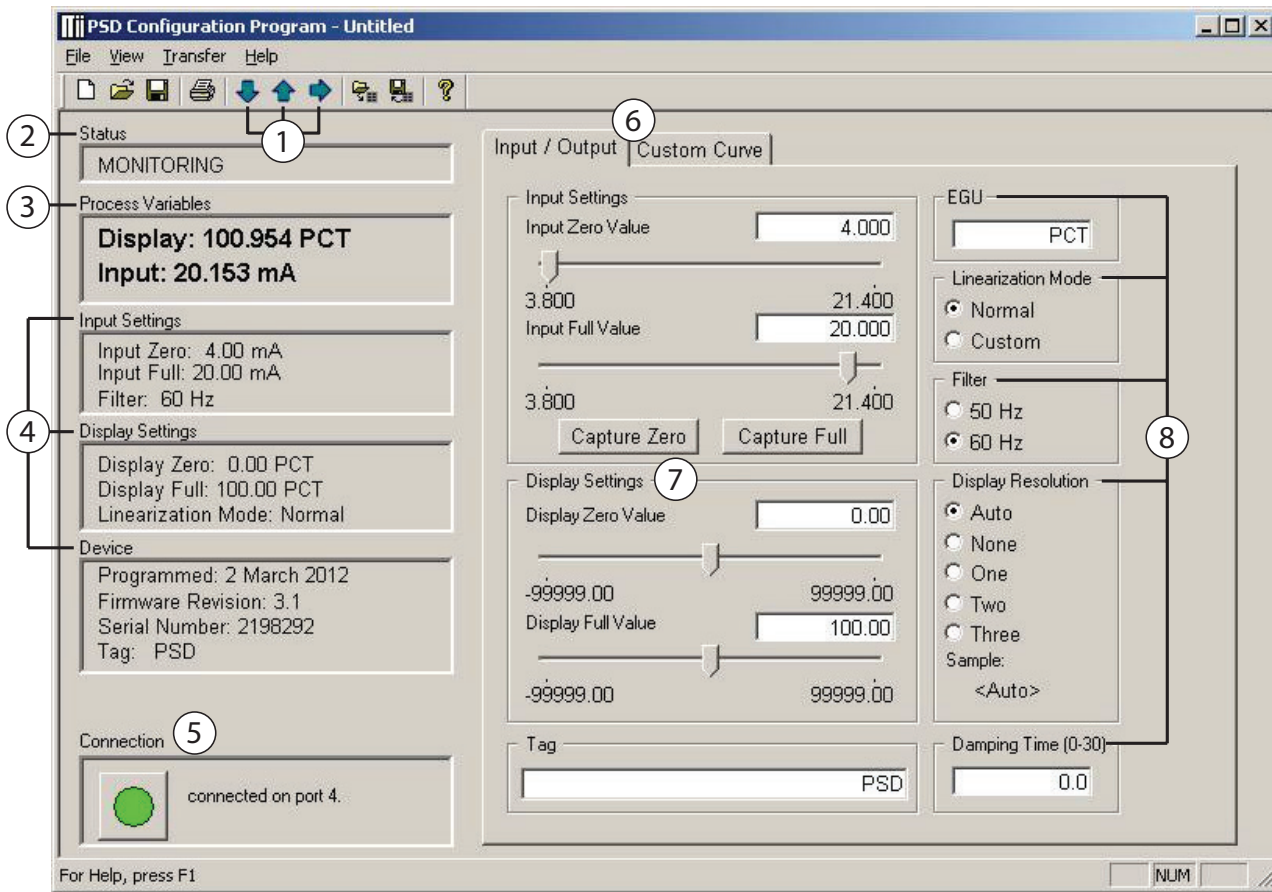 PSD Configuration Program - Untitled
File View Transfer Help
1
2
Status
MONITORING
3
Process Variables
Display: 100.954 PCT
Input: 20.153 mA
4
Input Settings
Input Zero: 4.00 mA
Input Full: 20.00 mA
Filter: 60 Hz
Display Settings
Display Zero: 0.00 PCT
Display Full: 100.00 PCT
Linearization Mode: Normal
Device
Programmed: 2 March 2012
Firmware Revision: 3.1
Serial Number: 2198292
Tag: PSD
Connection 5
connected on port 4.
6
Input / Output Custom Curve
Input Settings
Input Zero Value 4.000
3.800 21.400
Input Full Value 20.000
3.800 21.400
Capture Zero Capture Full
Display Settings 7
Display Zero Value 0.00
-99999.00 99999.00
Display Full Value 100.00
-99999.00 99999.00
Tag
PSD
EGU
PCT
Linearization Mode
Normal
Custom
Filter
50 Hz
60 Hz
8
Display Resolution
Auto
None
One
Two
Three
Sample:
<Auto>
Damping Time (0-30)
0.0
For Help, press F1 NUM